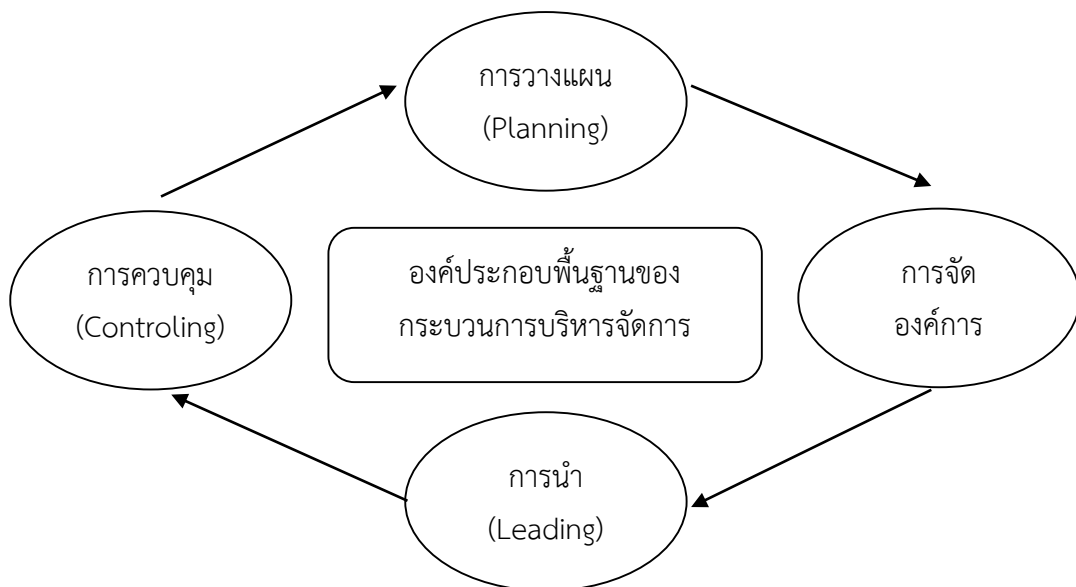 การวางแผน
(Planning)
การควบคุม
(Controling)
องค์ประกอบพื้นฐานของ
กระบวนการบริหารจัดการ
การจัด
องค์การ
การนำ
(Leading)